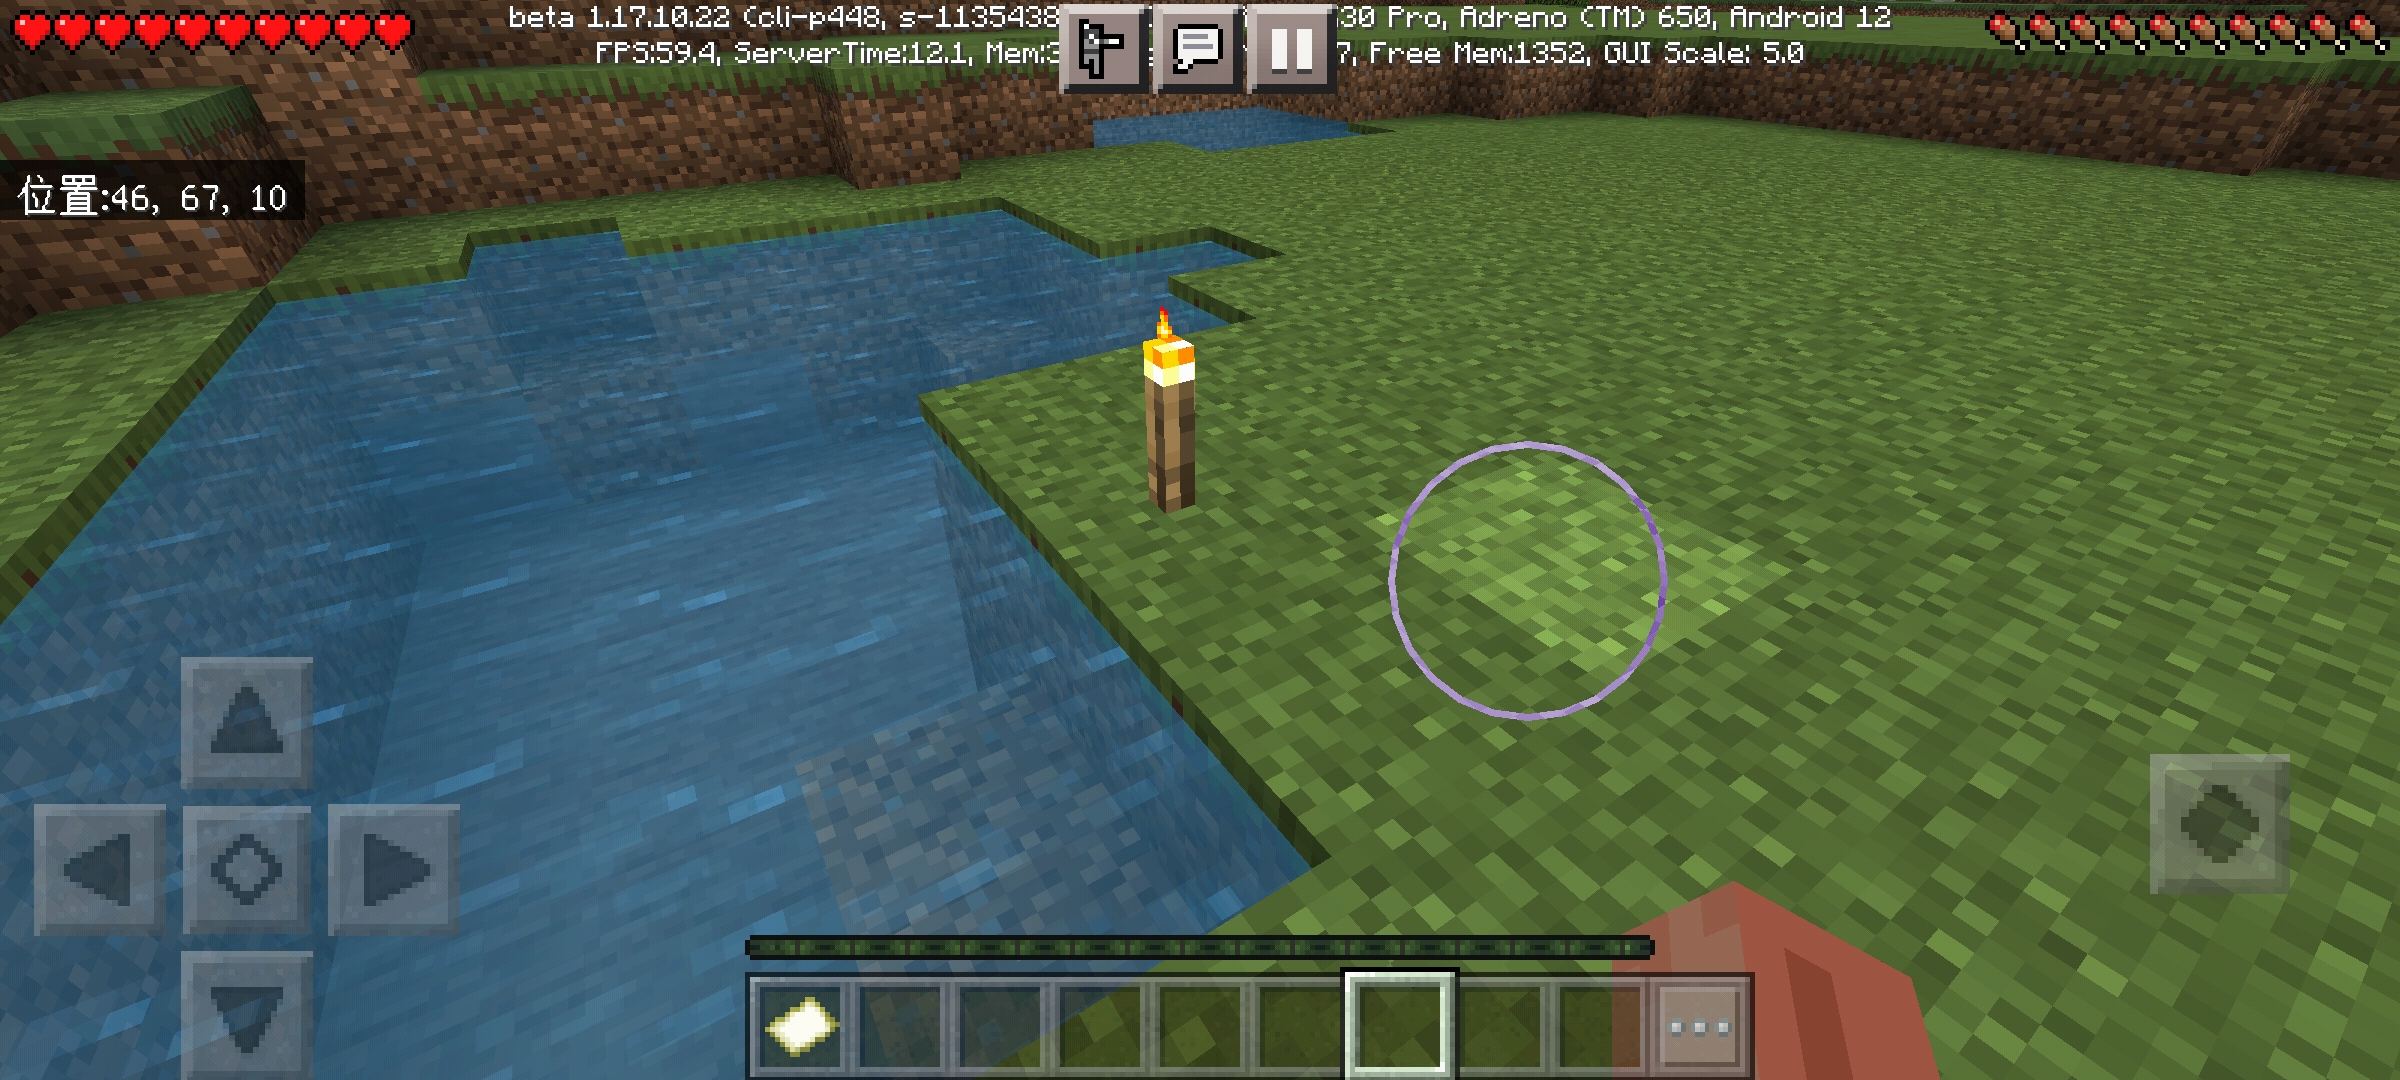 beta 1.17.10.22 (cli-p448, s-1135438 30 Pro, Adreno (TM) 650, Android 12
FPS:59.4, ServerTime:12.1, Mem:3 7, Free Mem:1352, GUI Scale: 5.0
位置:46, 67, 10